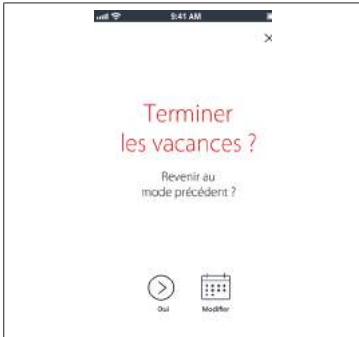 9:41 AM
Terminer
les vacances ?
Revenir au
mode précédent ?
Oui
Modifier